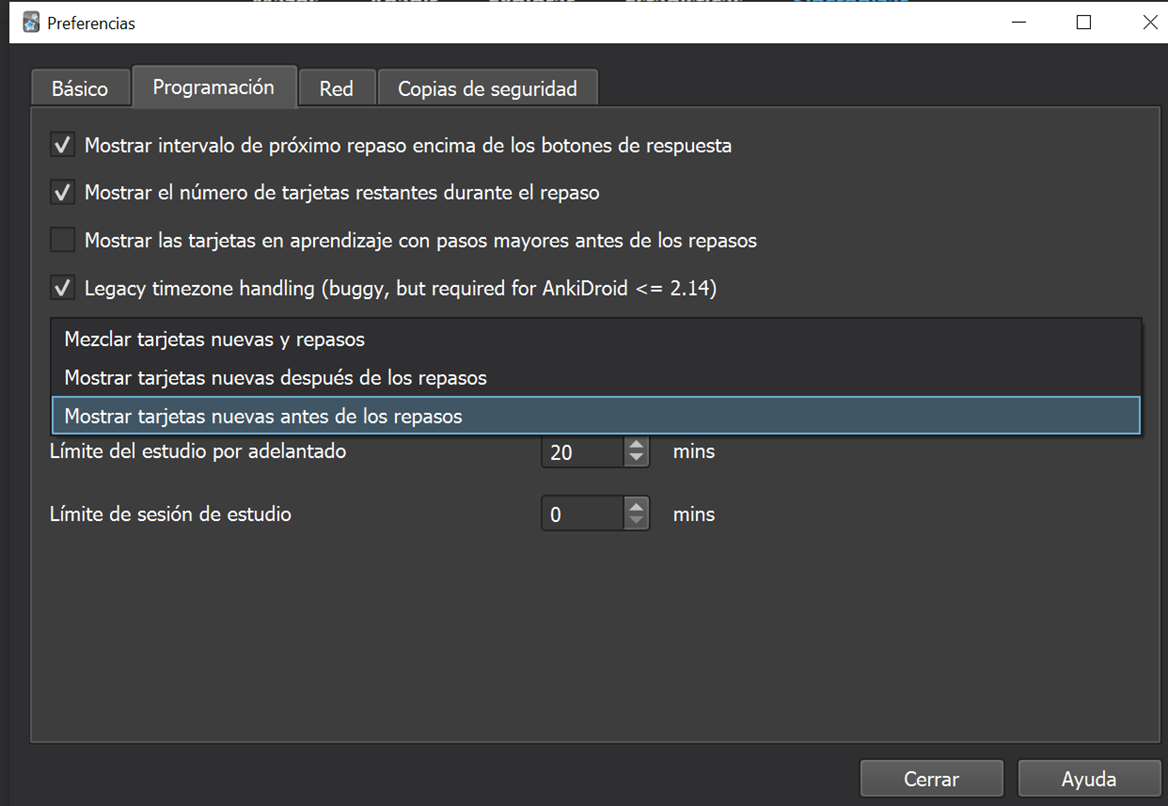 Preferencias
Básico Programación Red Copias de seguridad
Mostrar intervalo de próximo repaso encima de los botones de respuesta
Mostrar el número de tarjetas restantes durante el repaso
Mostrar las tarjetas en aprendizaje con pasos mayores antes de los repasos
Legacy timezone handling (buggy, but required for AnkiDroid <= 2.14)
Mezclar tarjetas nuevas y repasos
Mostrar tarjetas nuevas después de los repasos
Mostrar tarjetas nuevas antes de los repasos
Límite del estudio por adelantado 20 mins
Límite de sesión de estudio 0 mins
Cerrar Ayuda